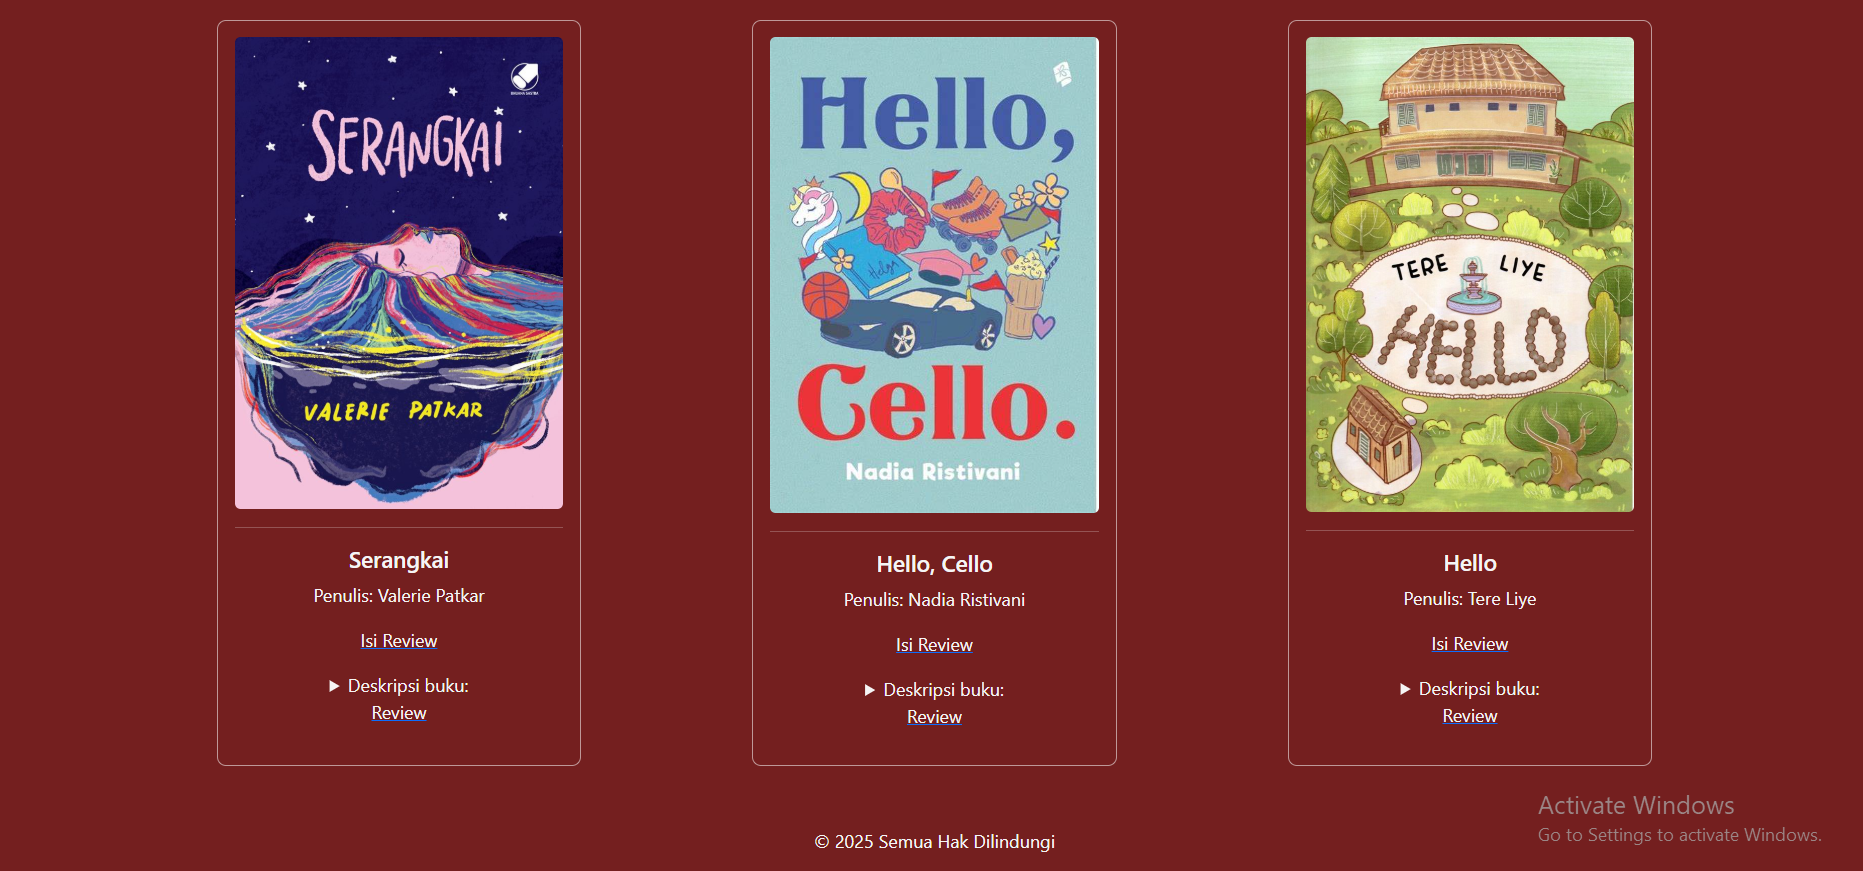 SERANGKAI
VALERIE PATKAR
Serangkai
Penulis: Valerie Patkar
Isi Review
▶ Deskripsi buku:
Review
Hello,
Helga
Cello.
Nadia Ristivani
Hello, Cello
Penulis: Nadia Ristivani
Isi Review
▶ Deskripsi buku:
Review
TERE LIYE
HELLO
Hello
Penulis: Tere Liye
Isi Review
▶ Deskripsi buku:
Review
Activate Windows
Go to Settings to activate Windows.
© 2025 Semua Hak Dilindungi